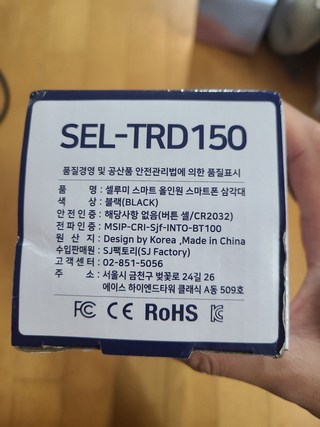 SEL-TRD150
품질경영 및 공산품 안전관리법에 의한 품질표시
품 명 : 셀루미 스마트 올인원 스마트폰 삼각대
색 상 : 블랙(BLACK)
안 전 인 증 : 해당사항 없음(버튼 셀/CR2032)
전 파 인 증 : MSIP-CRI-Sjf-INTO-BT100
원 산 지 : Design by Korea ,Made in China
수입판매원 : SJ팩토리(SJ Factory)
고 객 센 터 : 02-851-5056
주 소 : 서울시 금천구 벚꽃로 24길 26
에이스 하이엔드타워 클래식 A동 509호
FC CE RoHS